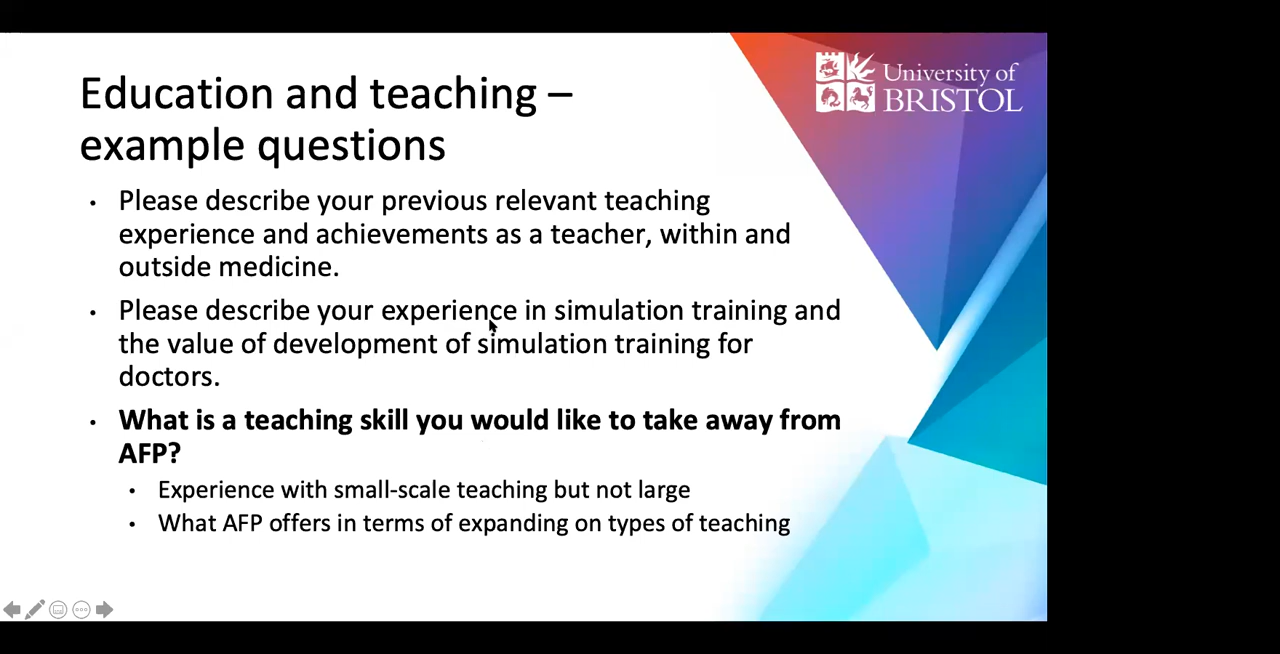 Education and teaching –
example questions
University of
BRISTOL
• Please describe your previous relevant teaching
experience and achievements as a teacher, within and
outside medicine.
• Please describe your experience in simulation training and
the value of development of simulation training for
doctors.
• What is a teaching skill you would like to take away from
AFP?
• Experience with small-scale teaching but not large
• What AFP offers in terms of expanding on types of teaching